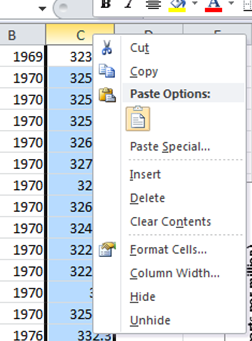 B C D E
1969 323
Cut
1970 325
Copy
1970 325
Paste Options:
1970 325
1970 326
1970 327
Paste Special...
1970 32
Insert
1970 326
Delete
1970 324
Clear Contents
1970 322
Format Cells...
1970 322
Column Width...
1970
Hide
1970 325
Unhide
1976 332.3